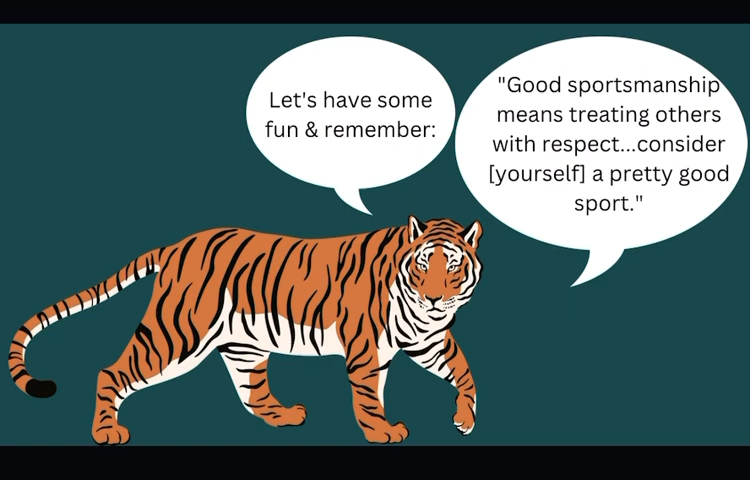 Let's have some
fun & remember:
"Good sportsmanship
means treating others
with respect...consider
[yourself] a pretty good
sport."